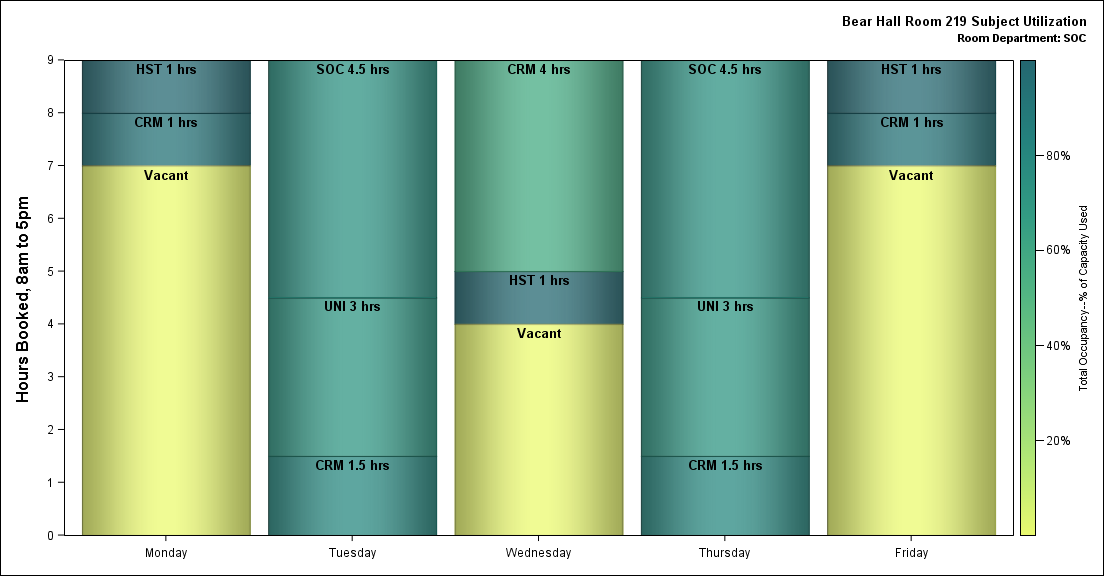 Bear Hall Room 219 Subject Utilization
Room Department: SOC
Hours Booked, 8am to 5pm
9
8
7
6
5
4
3
2
1
0
HST 1 hrs
CRM 1 hrs
Vacant
SOC 4.5 hrs
UNI 3 hrs
CRM 1.5 hrs
CRM 4 hrs
HST 1 hrs
Vacant
SOC 4.5 hrs
UNI 3 hrs
CRM 1.5 hrs
HST 1 hrs
CRM 1 hrs
Vacant
Monday
Tuesday
Wednesday
Thursday
Friday
80%
60%
40%
20%
Total Occupancy--% of Capacity Used